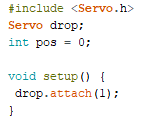 #include <Servo.h>
Servo drop;
int pos = 0;

void setup() {
 drop.attach(1);
}